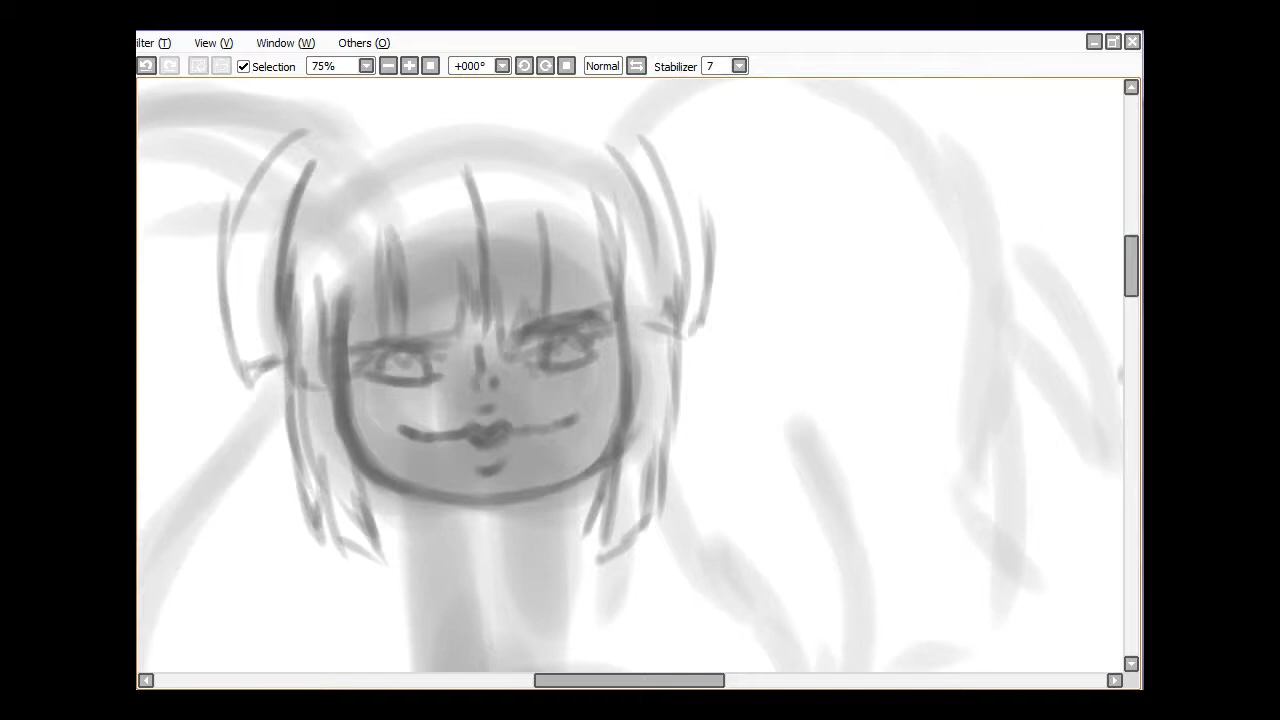 ilter (T) View (V) Window (W) Others (O)
Selection 75% +000° Normal Stabilizer 7